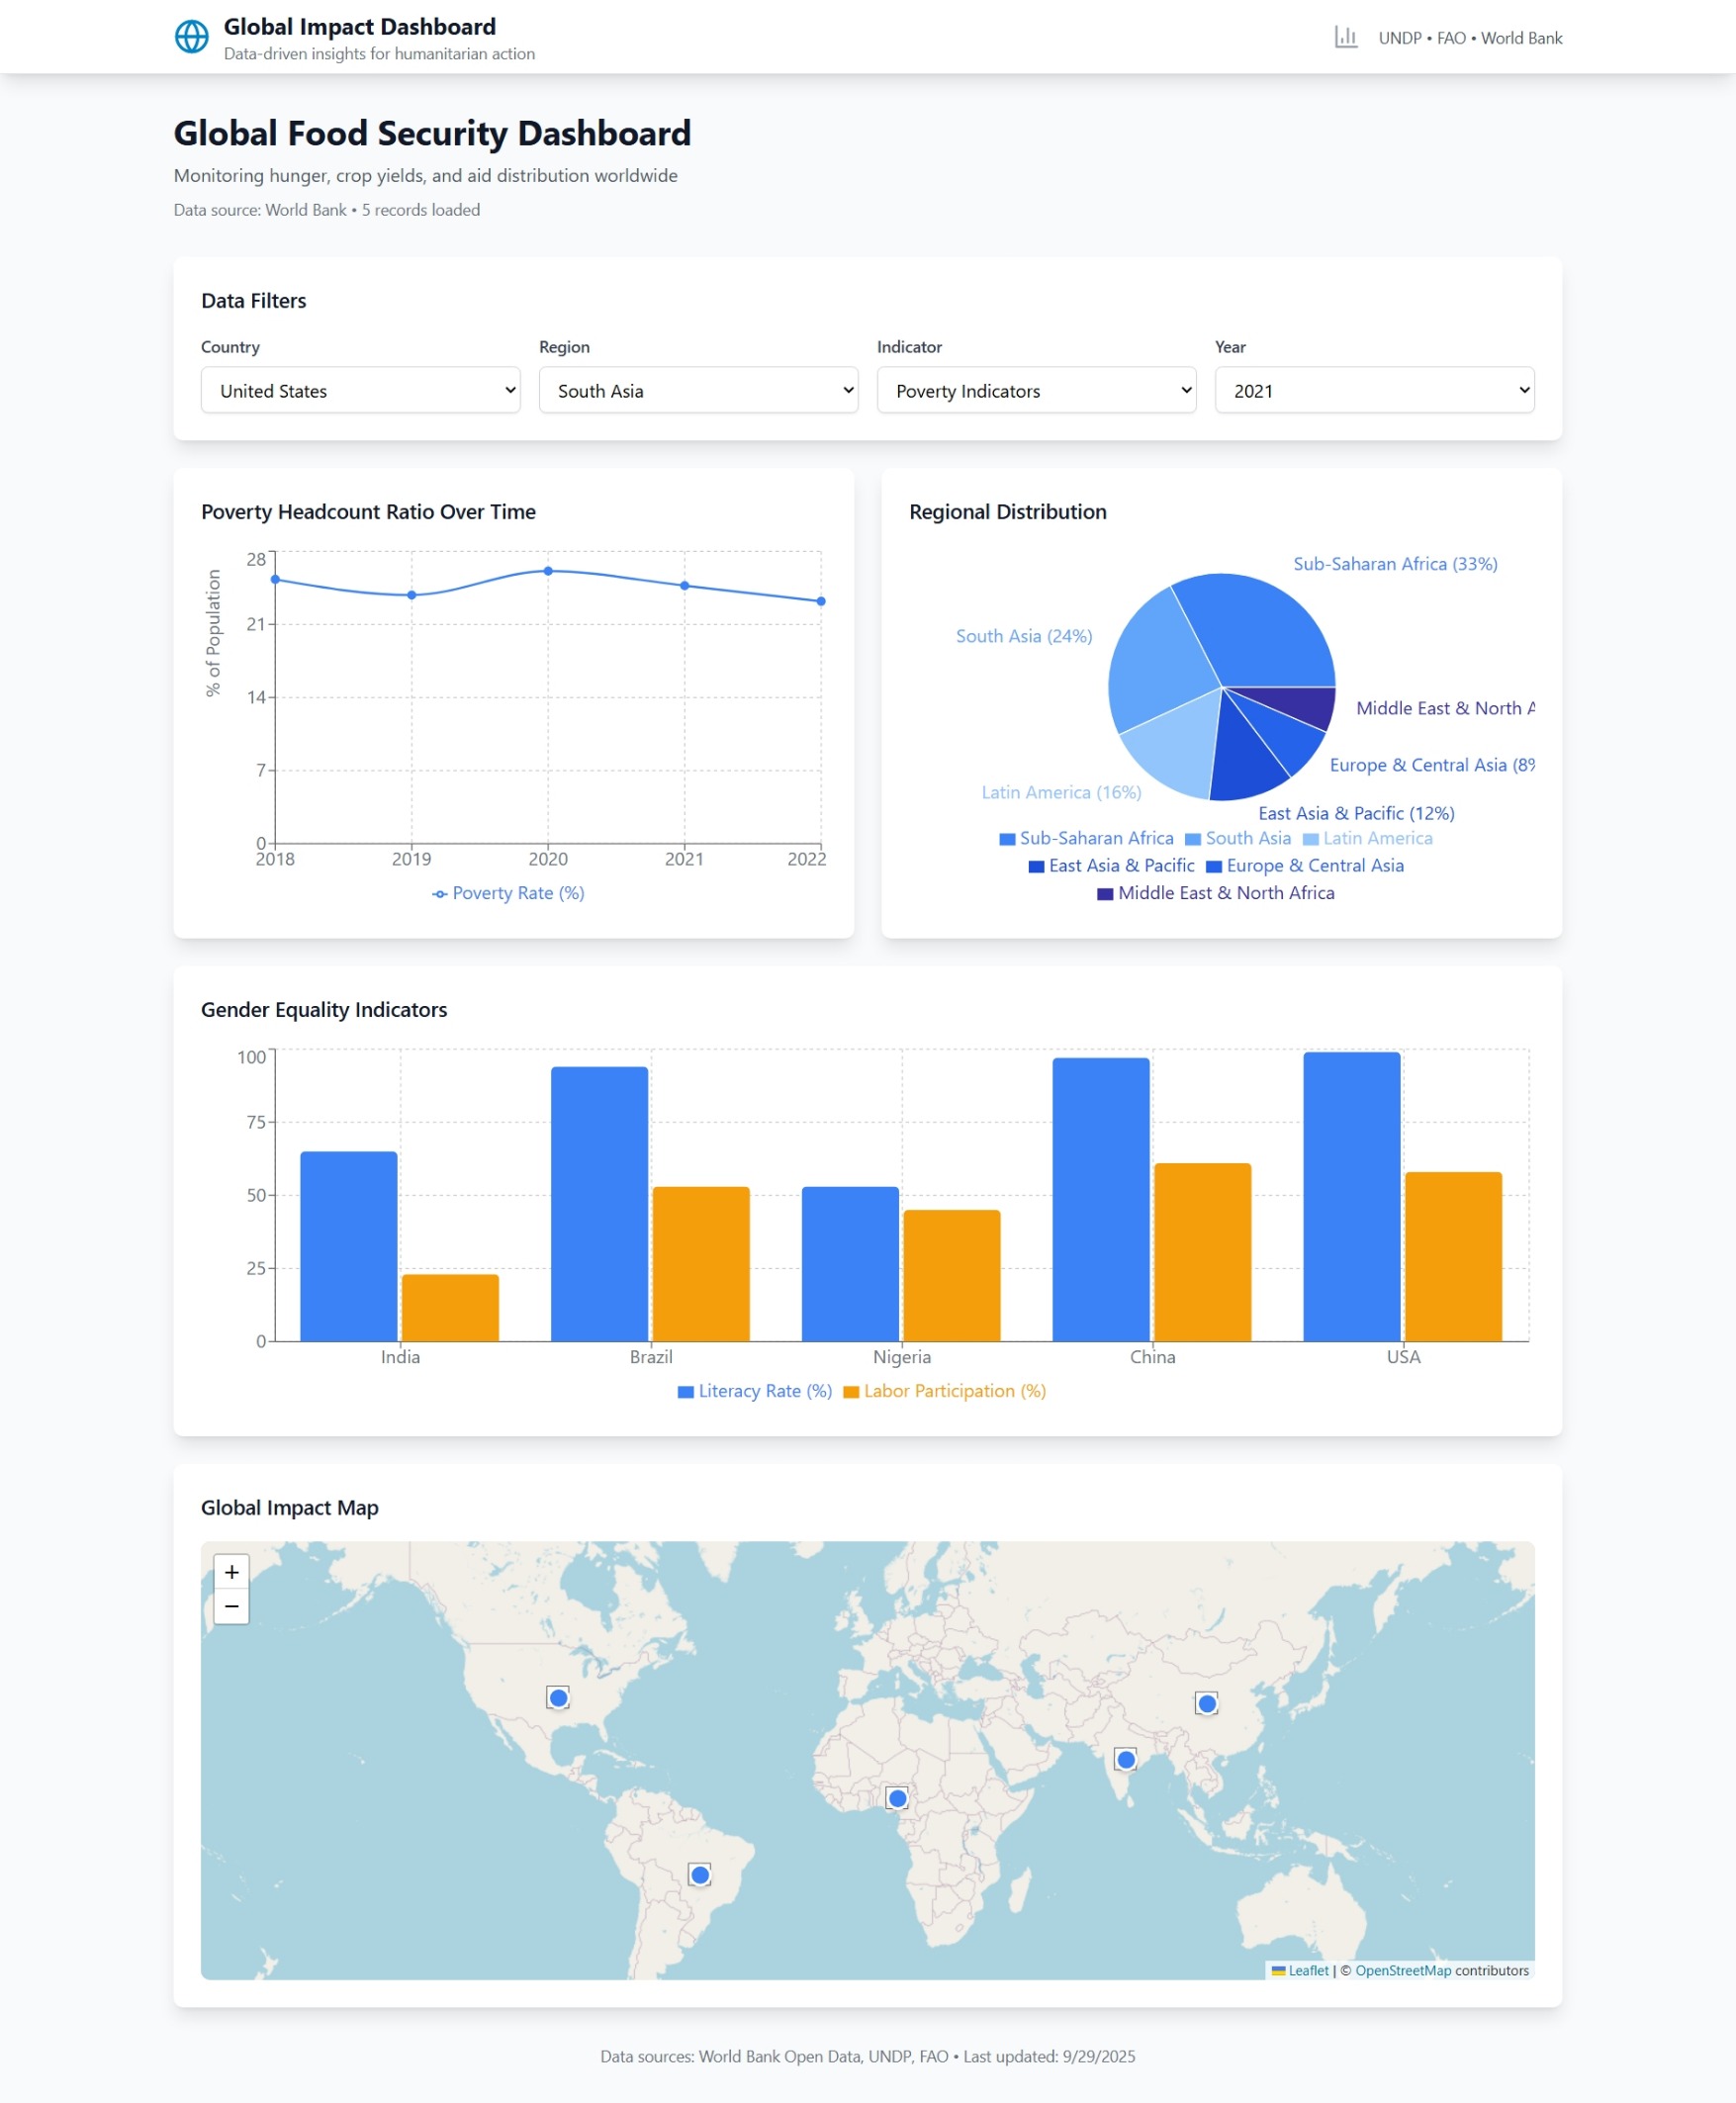 Global Impact Dashboard
Data-driven insights for humanitarian action
UNDP • FAO • World Bank
Global Food Security Dashboard
Monitoring hunger, crop yields, and aid distribution worldwide
Data source: World Bank • 5 records loaded
Data Filters
Country
Region
Indicator
Year
United States
South Asia
Poverty Indicators
2021
Poverty Headcount Ratio Over Time
% of Population
28
21
14
7
0
2018 2019 2020 2021 2022
Poverty Rate (%)
Regional Distribution
Sub-Saharan Africa (33%)
South Asia (24%)
Middle East & North A
Europe & Central Asia (8%
Latin America (16%)
East Asia & Pacific (12%)
Sub-Saharan Africa South Asia Latin America
East Asia & Pacific Europe & Central Asia
Middle East & North Africa
Gender Equality Indicators
100
75
50
25
0
India Brazil Nigeria China USA
Literacy Rate (%) Labor Participation (%)
Global Impact Map
+
−
Leaflet | © OpenStreetMap contributors
Data sources: World Bank Open Data, UNDP, FAO • Last updated: 9/29/2025